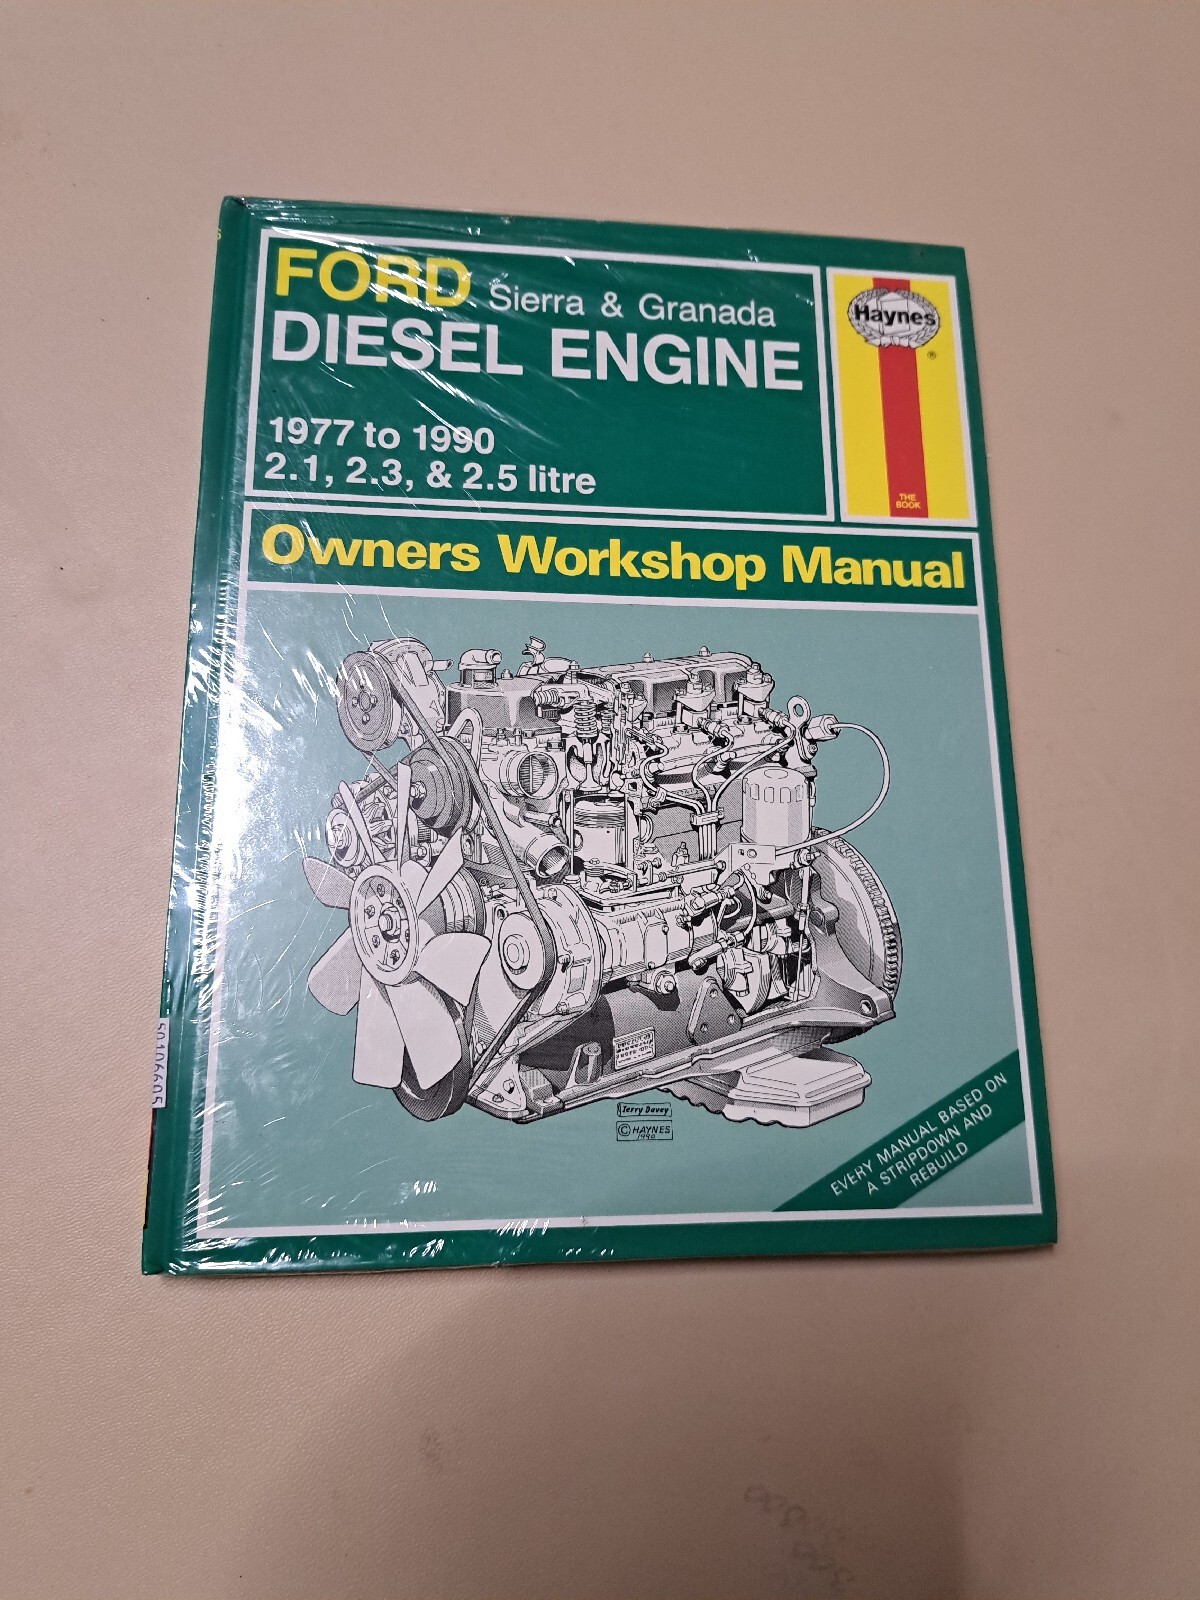 FORD Sierra & Granada
DIESEL ENGINE
1977 to 1990
2.1, 2.3, & 2.5 litre
Haynes
®
THE
BOOK
Owners Workshop Manual
Terry Davey
© HAYNES
1990
EVERY MANUAL BASED ON
A STRIPDOWN AND
REBUILD